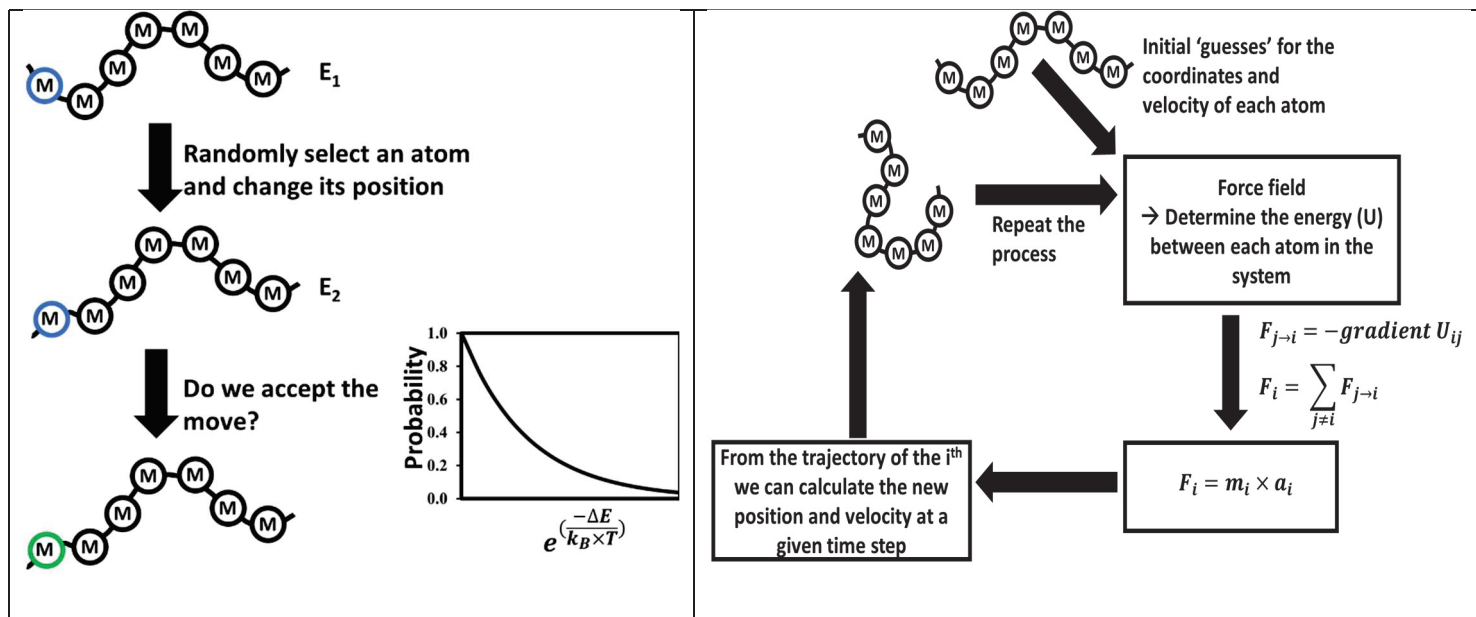 M M M M M M M
E₁
Randomly select an atom
and change its position
M M M M M M M
E₂
Do we accept the
move?
M M M M M M M
Probability
1.0
0.8
0.6
0.4
0.2
0.0
e^(-ΔE/k_B×T)
M M M M M M M
Initial ‘guesses’ for the
coordinates and
velocity of each atom
M M M M M M M
Repeat the
process
Force field
→ Determine the energy (U)
between each atom in the
system
F_{j→i} = −gradient U_{ij}
F_i = ∑_{j≠i} F_{j→i}
F_i = m_i × a_i
From the trajectory of the iᵗʰ
we can calculate the new
position and velocity at a
given time step